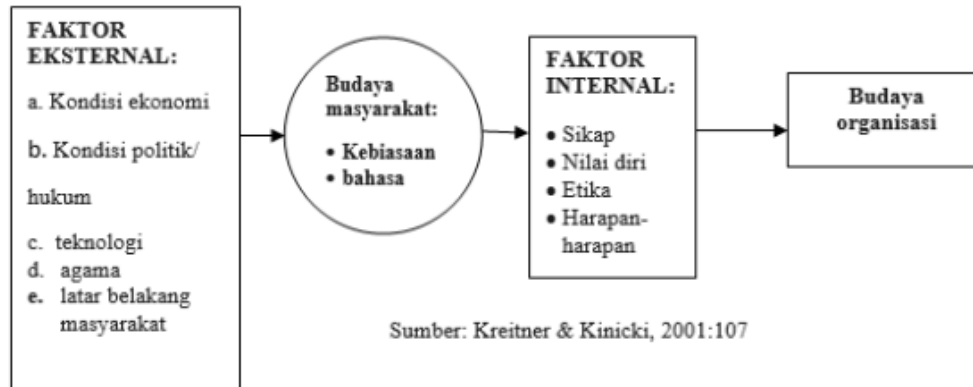 FAKTOR
EKSTERNAL:
a. Kondisi ekonomi
b. Kondisi politik/
hukum
c. teknologi
d. agama
e. latar belakang
masyarakat
Budaya
masyarakat:
• Kebiasaan
• bahasa
FAKTOR
INTERNAL:
• Sikap
• Nilai diri
• Etika
• Harapan-
harapan
Budaya
organisasi
Sumber: Kreitner & Kinicki, 2001:107